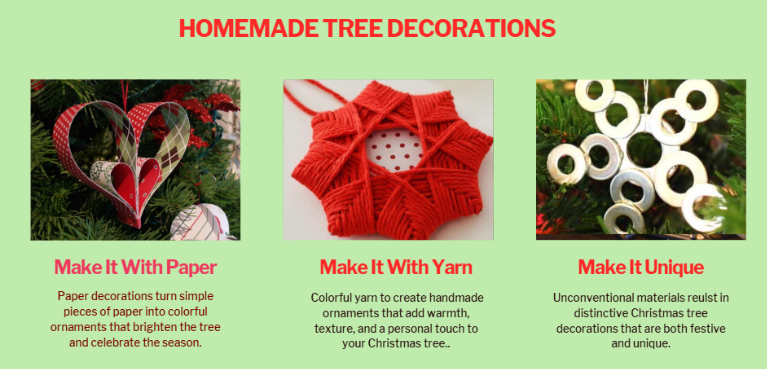 HOMEMADE TREE DECORATIONS
Make It With Paper
Paper decorations turn simple
pieces of paper into colorful
ornaments that brighten the tree
and celebrate the season.
Make It With Yarn
Colorful yarn to create handmade
ornaments that add warmth,
texture, and a personal touch to
your Christmas tree..
Make It Unique
Unconventional materials reulst in
distinctive Christmas tree
decorations that are both festive
and unique.